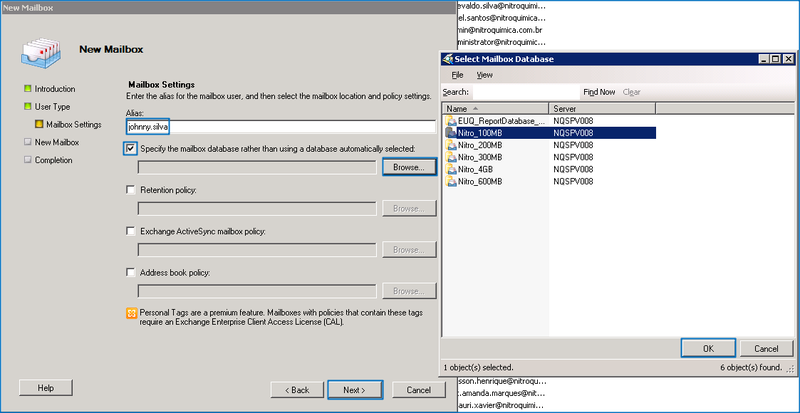 New Mailbox
New Mailbox
Introduction
User Type
Mailbox Settings
New Mailbox
Completion
Mailbox Settings
Enter the alias for the mailbox user, and then select the mailbox location and policy settings.
Alias:
johnny.silva
Specify the mailbox database rather than using a database automatically selected:
Browse...
Retention policy:
Browse...
Exchange ActiveSync mailbox policy:
Browse...
Address book policy:
Browse...
Personal Tags are a premium feature. Mailboxes with policies that contain these tags
require an Exchange Enterprise Client Access License (CAL).
Help
< Back
Next >
Cancel
evaldo.silva@nitroquimi...
el.santos@nitroquimica...
min@nitroquimica.com.br
ministrator@nitroquimic...
Select Mailbox Database
File View
Search:
Find Now Clear
Name Server
EUQ_ReportDatabase_... NQSPV008
Nitro_100MB NQSPV008
Nitro_200MB NQSPV008
Nitro_300MB NQSPV008
Nitro_4GB NQSPV008
Nitro_600MB NQSPV008
OK
Cancel
1 object(s) selected.
6 object(s) found.
sson.henrique@nitroqu...
.amanda.marques@nitc...
auri.xavier@nitroquimic...